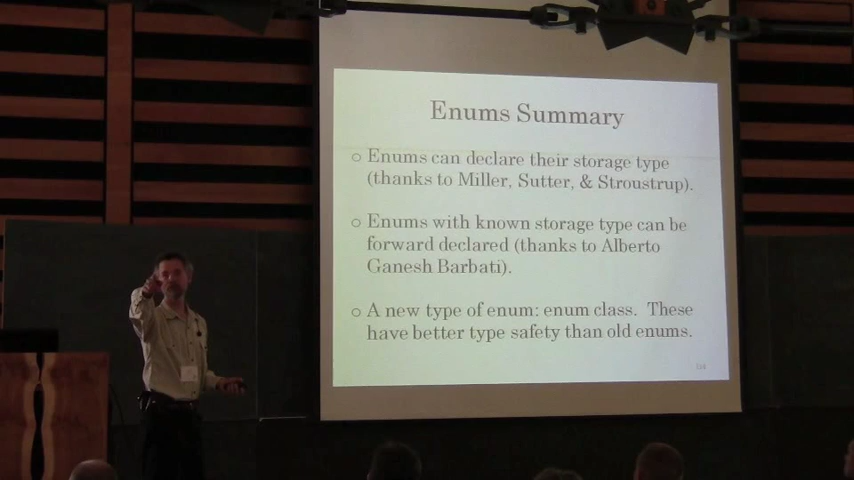 Enums Summary
Enums can declare their storage type
(thanks to Miller, Sutter, & Stroustrup).
Enums with known storage type can be
forward declared (thanks to Alberto
Ganesh Barbati).
A new type of enum: enum class. These
have better type safety than old enums.